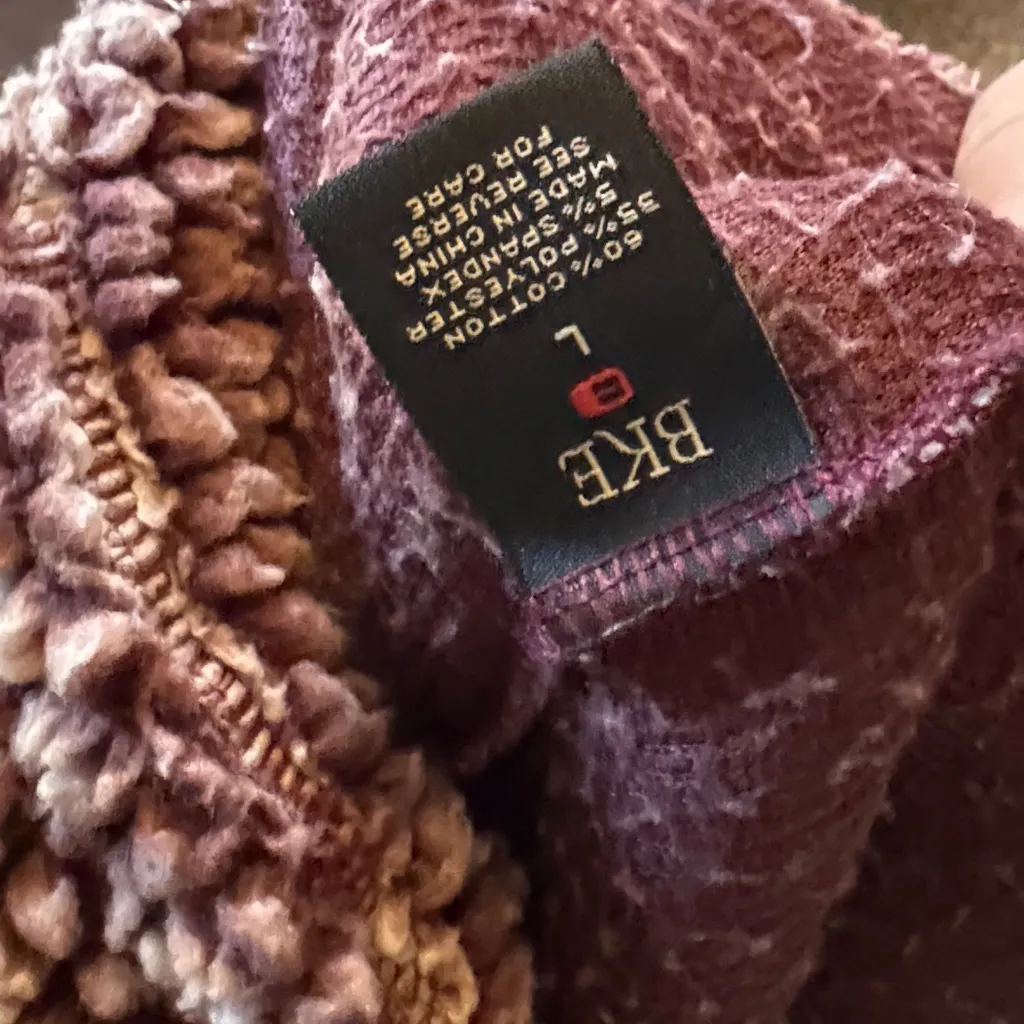 BKE
L
60% COTTON
35% POLYESTER
5% SPANDEX
MADE IN CHINA
SEE REVERSE
FOR CARE